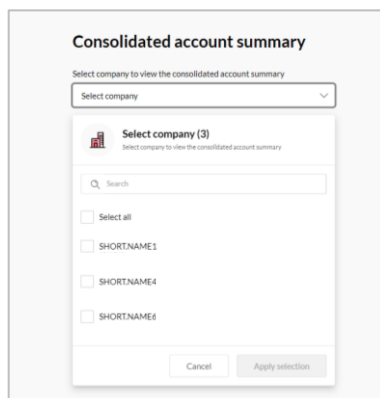 Consolidated account summary
Select company to view the consolidated account summary
Select company
Select company (3)
Select company to view the consolidated account summary
Search
Select all
SHORT.NAME1
SHORT.NAME4
SHORT.NAME6
Cancel
Apply selection